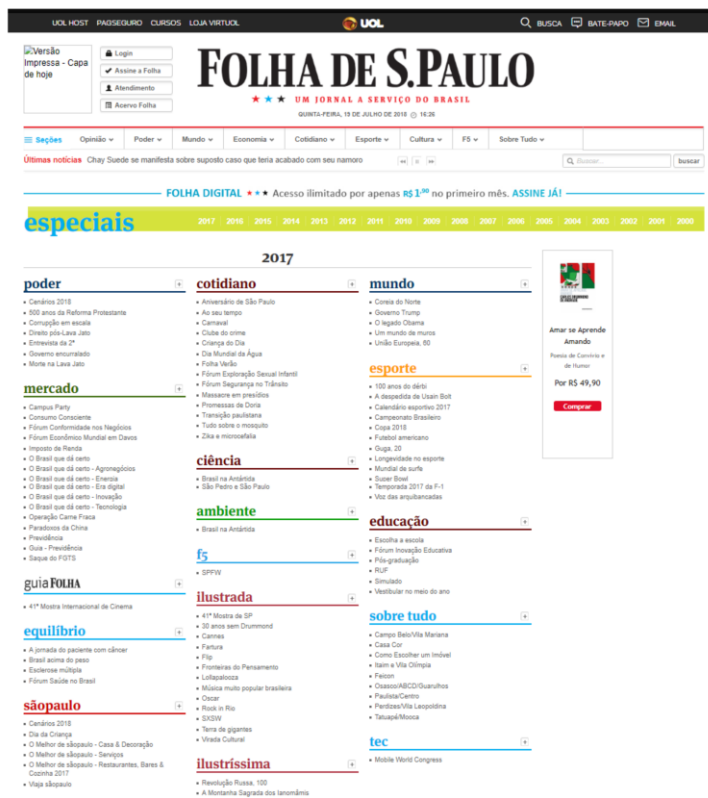 UOL HOST PAGSEGURO CURSOS LOJA VIRTUOL
UOL
BUSCA BATE-PAPO EMAIL
Versão Impressa - Capa de hoje
Login
Assine a Folha
Atendimento
Acervo Folha
FOLHA DE S.PAULO
UM JORNAL A SERVIÇO DO BRASIL
QUINTA-FEIRA, 19 DE JULHO DE 2018 16:26
Seções Opinião Poder Mundo Economia Cotidiano Esporte Cultura F5 Sobre Tudo
Últimas notícias Chay Suede se manifesta sobre suposto caso que teria acabado com seu namoro
Buscar...
buscar
FOLHA DIGITAL ★★★ Acesso ilimitado por apenas R$ 1,90 no primeiro mês. ASSINE JÁ!
especiais
2017 2016 2015 2014 2013 2012 2011 2010 2009 2008 2007 2006 2005 2004 2003 2002 2001 2000
2017
poder
Cenários 2018
500 anos da Reforma Protestante
Corrupção em escala
Direito pós-Lava Jato
Entrevista da 2ª
Governo encurralado
Morte na Lava Jato
mercado
Campus Party
Consumo Consciente
Fórum Conformidade nos Negócios
Fórum Econômico Mundial em Davos
Imposto de Renda
O Brasil que dá certo
O Brasil que dá certo - Agronegócios
O Brasil que dá certo - Energia
O Brasil que dá certo - Era digital
O Brasil que dá certo - Inovação
O Brasil que dá certo - Tecnologia
Operação Carne Fraca
Paradoxos da China
Previdência
Guia - Previdência
Saque do FGTS
guia FOLHA
41ª Mostra Internacional de Cinema
equilíbrio
A jornada do paciente com câncer
Brasil acima do peso
Esclerose múltipla
Fórum Saúde no Brasil
sãopaulo
Cenários 2018
Dia da Criança
O Melhor de sãopaulo - Casa & Decoração
O Melhor de sãopaulo - Serviços
O Melhor de sãopaulo - Restaurantes, Bares &
Cozinha 2017
Viaja sãopaulo
cotidiano
Aniversário de São Paulo
Ao seu tempo
Carnaval
Clube do crime
Criança do Dia
Dia Mundial da Água
Folha Verão
Fórum Exploração Sexual Infantil
Fórum Segurança no Trânsito
Massacre em presídios
Promessas de Doria
Transição paulistana
Tudo sobre o mosquito
Zika e microcefalia
ciência
Brasil na Antártida
São Pedro e São Paulo
ambiente
Brasil na Antártida
f5
SPFW
ilustrada
41ª Mostra de SP
30 anos sem Drummond
Cannes
Fartura
Flip
Fronteiras do Pensamento
Lollapalooza
Música muito popular brasileira
Oscar
Rock in Rio
SXSW
Terra de gigantes
Virada Cultural
ilustríssima
Revolução Russa, 100
A Montanha Sagrada dos Ianomâmis
mundo
Coreia do Norte
Governo Trump
O legado Obama
Um mundo de muros
União Europeia, 60
esporte
100 anos do dérbi
A despedida de Usain Bolt
Calendário esportivo 2017
Campeonato Brasileiro
Copa 2018
Futebol americano
Guga, 20
Longevidade no esporte
Mundial de surfe
Super Bowl
Temporada 2017 da F-1
Voz das arquibancadas
educação
Escolha a escola
Fórum Inovação Educativa
Pós-graduação
RUF
Simulado
Vestibular no meio do ano
sobre tudo
Campo Belo/Vila Mariana
Casa Cor
Como Escolher um Imóvel
Itaim e Vila Olímpia
Feicon
Osasco/ABCD/Guarulhos
Paulista/Centro
Perdizes/Vila Leopoldina
Tatuapé/Mooca
tec
Mobile World Congress
Amar se Aprende
Amando
Poesia de Convívio e
de Humor
Por R$ 49,90
Comprar